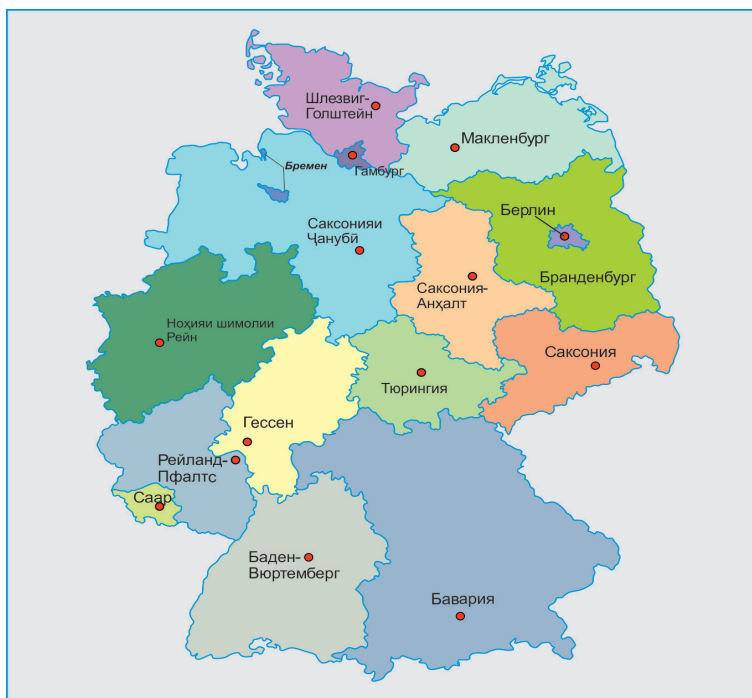 Шлезвиг-
Голштейн
Макленбург
Бремен
Гамбург
Берлин
Саксонияи
Ҷанубӣ
Бранденбург
Саксония-
Анҳалт
Ноҳияи шимолии
Рейн
Саксония
Тюрингия
Гессен
Рейланд-
Пфалтс
Саар
Баден-
Вюртемберг
Бавария